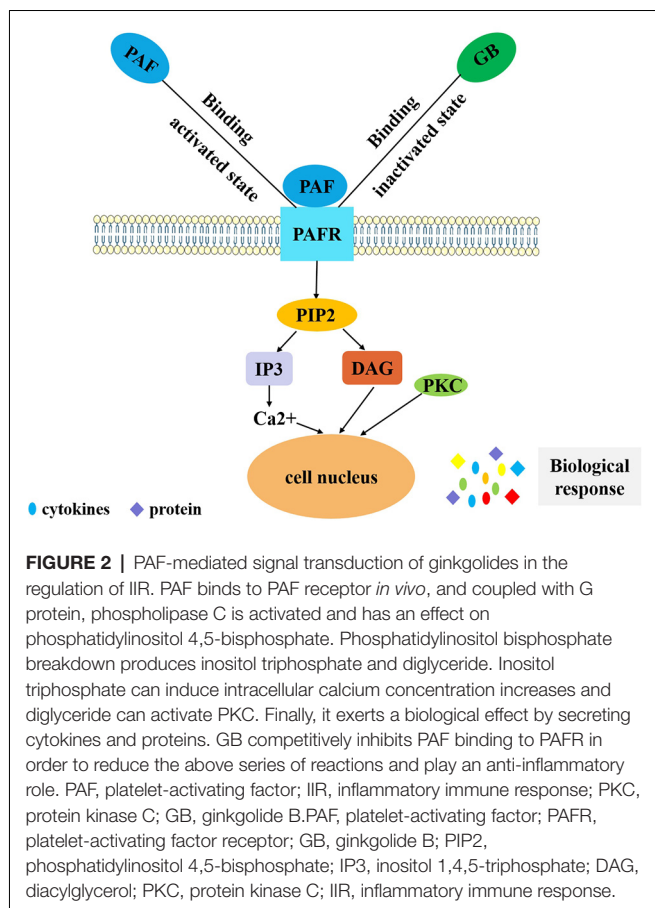 PAF
GB
Binding
activated state
Binding
inactivated state
PAF
PAFR
PIP2
IP3
DAG
PKC
Ca2+
cell nucleus
Biological
response
cytokines
protein
FIGURE 2 | PAF-mediated signal transduction of ginkgolides in the
regulation of IIR. PAF binds to PAF receptor in vivo, and coupled with G
protein, phospholipase C is activated and has an effect on
phosphatidylinositol 4,5-bisphosphate. Phosphatidylinositol bisphosphate
breakdown produces inositol triphosphate and diglyceride. Inositol
triphosphate can induce intracellular calcium concentration increases and
diglyceride can activate PKC. Finally, it exerts a biological effect by secreting
cytokines and proteins. GB competitively inhibits PAF binding to PAFR in
order to reduce the above series of reactions and play an anti-inflammatory
role. PAF, platelet-activating factor; IIR, inflammatory immune response; PKC,
protein kinase C; GB, ginkgolide B.PAF, platelet-activating factor; PAFR,
platelet-activating factor receptor; GB, ginkgolide B; PIP2,
phosphatidylinositol 4,5-bisphosphate; IP3, inositol 1,4,5-triphosphate; DAG,
diacylglycerol; PKC, protein kinase C; IIR, inflammatory immune response.